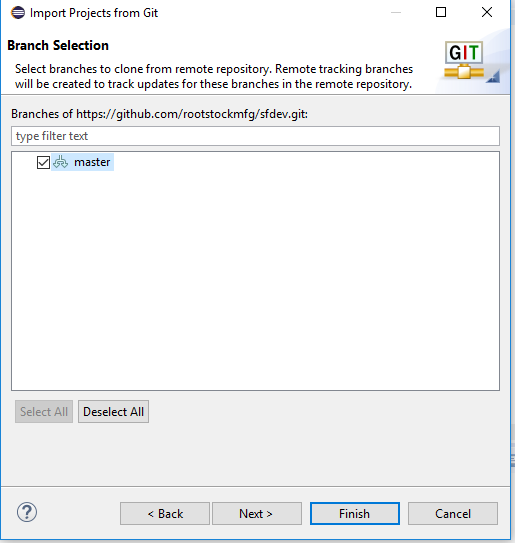 Import Projects from Git
Branch Selection
Select branches to clone from remote repository. Remote tracking branches
will be created to track updates for these branches in the remote repository.
GIT
Branches of https://github.com/rootstockmfg/sfdev.git:
type filter text
master
Select All
Deselect All
?
< Back
Next >
Finish
Cancel